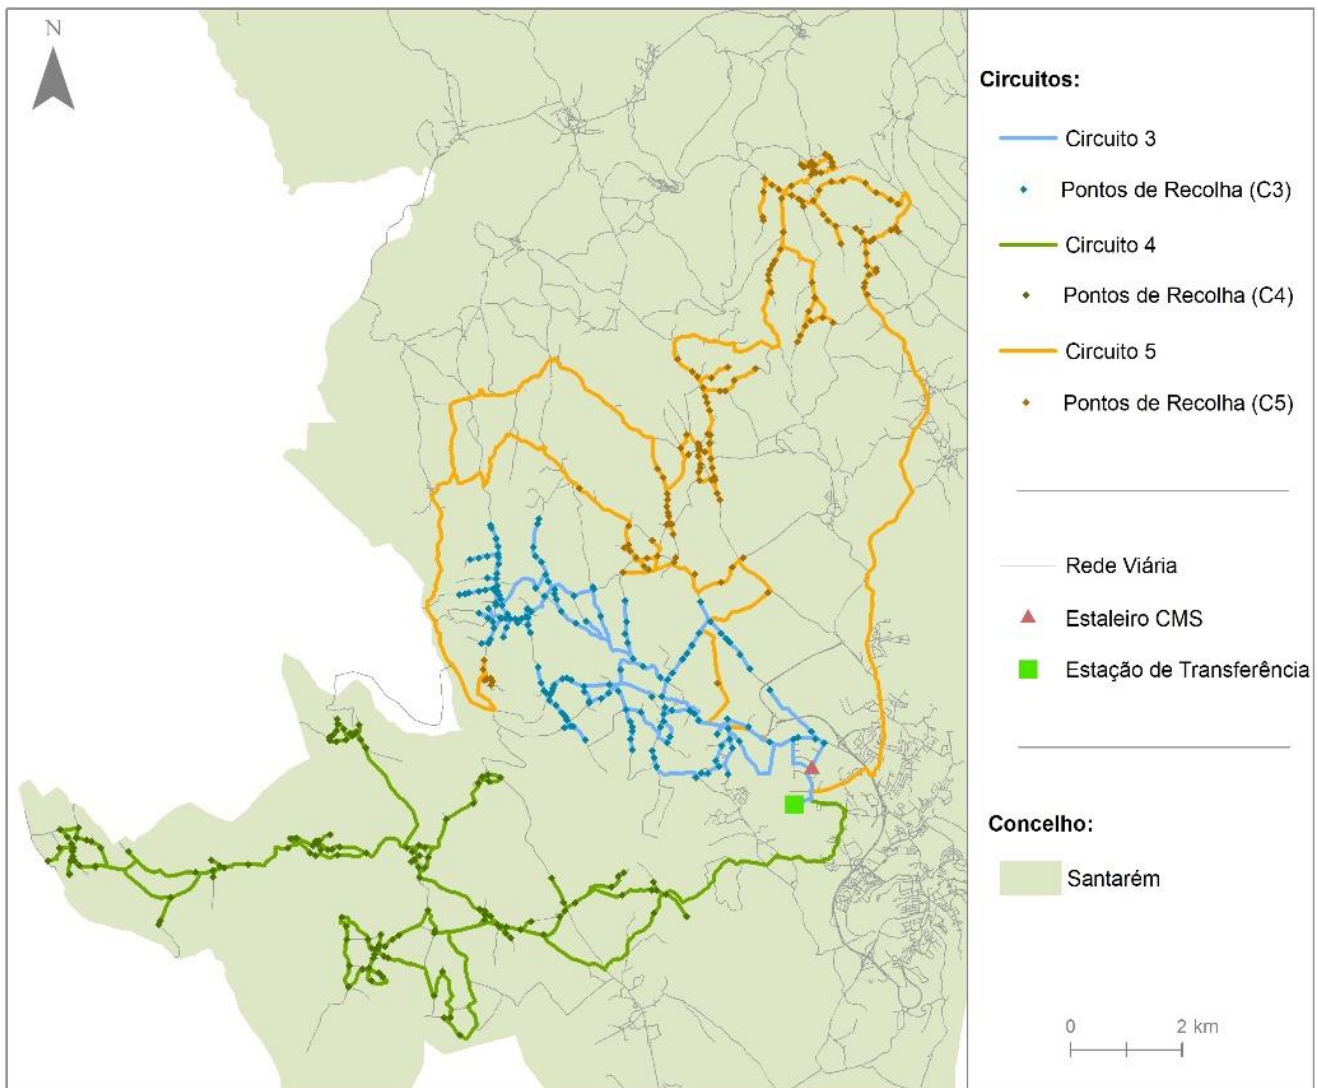 N
Circuitos:
Circuito 3
Pontos de Recolha (C3)
Circuito 4
Pontos de Recolha (C4)
Circuito 5
Pontos de Recolha (C5)
Rede Viária
Estaleiro CMS
Estação de Transferência
Concelho:
Santarém
0 2 km